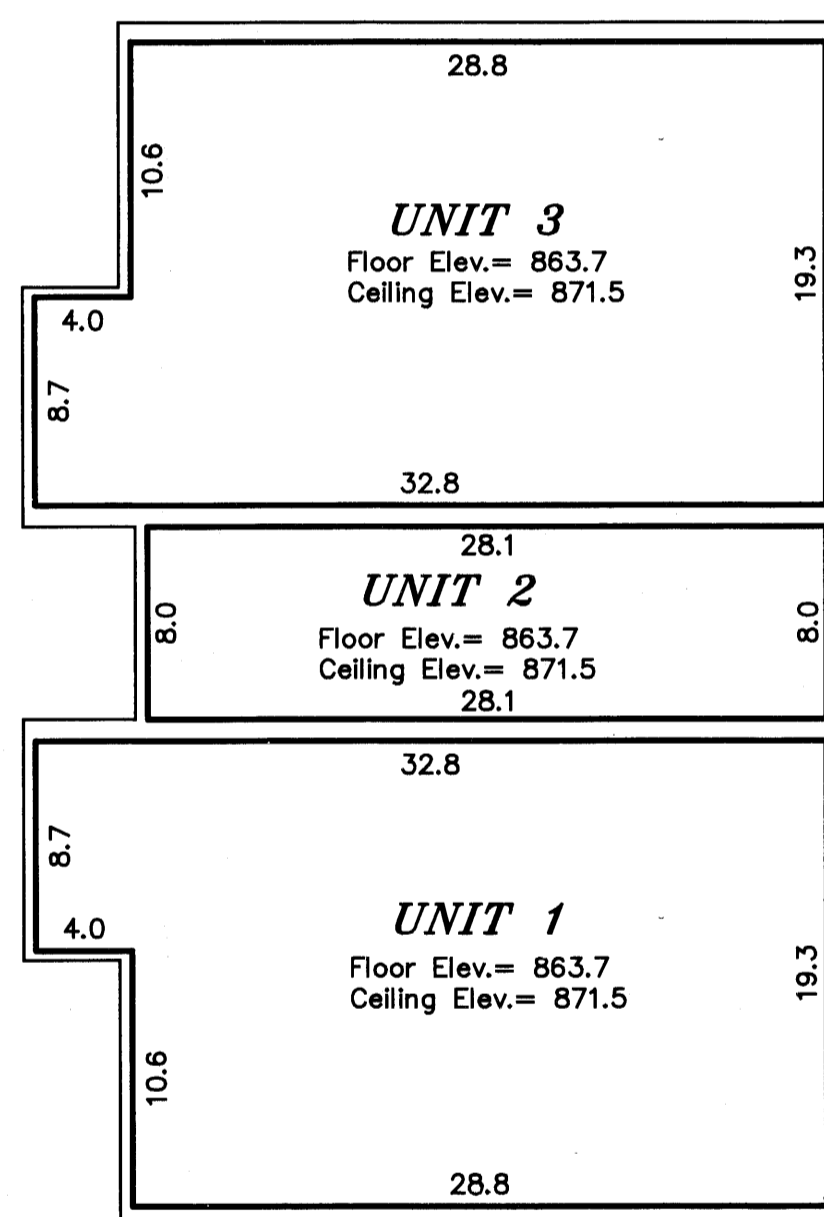 28.8
10.6
UNIT 3
Floor Elev.= 863.7
Ceiling Elev.= 871.5
19.3
4.0
8.7
32.8
28.1
UNIT 2
8.0
8.0
Floor Elev.= 863.7
Ceiling Elev.= 871.5
28.1
32.8
8.7
UNIT 1
4.0
Floor Elev.= 863.7
Ceiling Elev.= 871.5
19.3
10.6
28.8